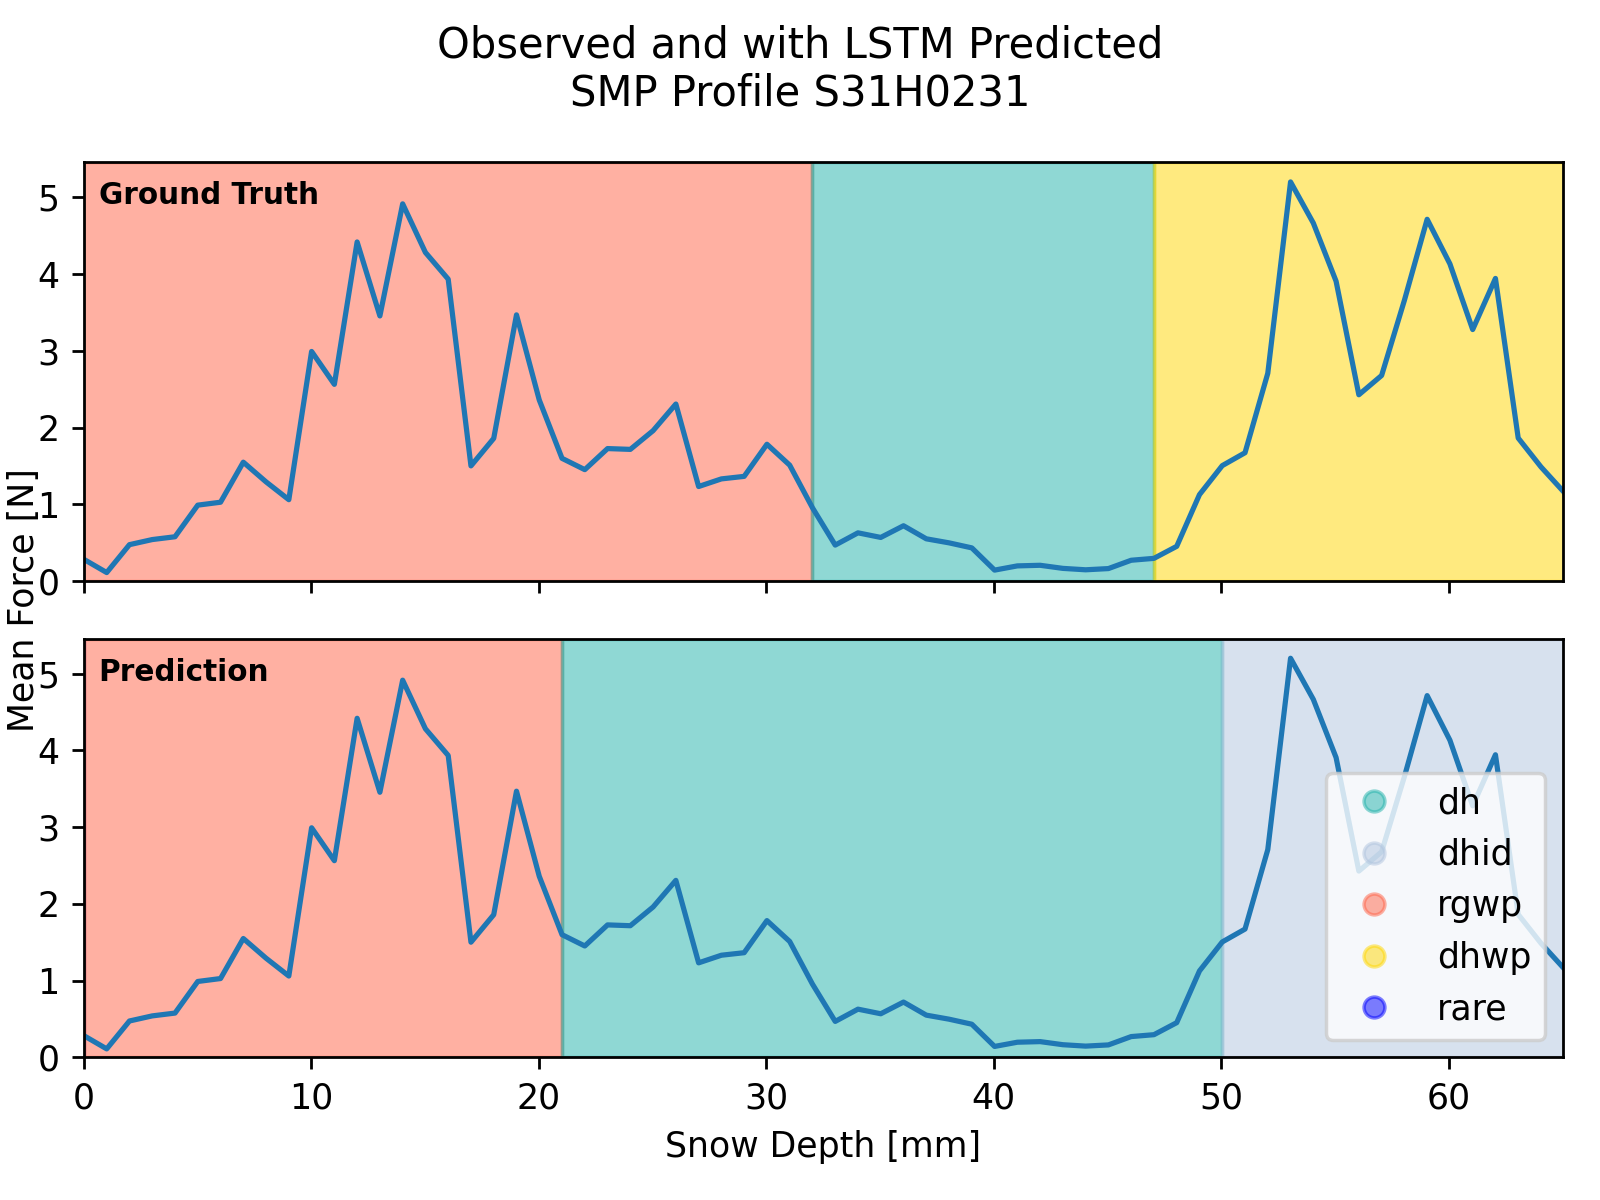 Observed and with LSTM Predicted
SMP Profile S31H0231
Ground Truth
5
4
3
2
1
0
Mean Force [N]
Prediction
5
4
3
2
1
0
dh
dhid
rgwp
dhwp
rare
0 10 20 30 40 50 60
Snow Depth [mm]